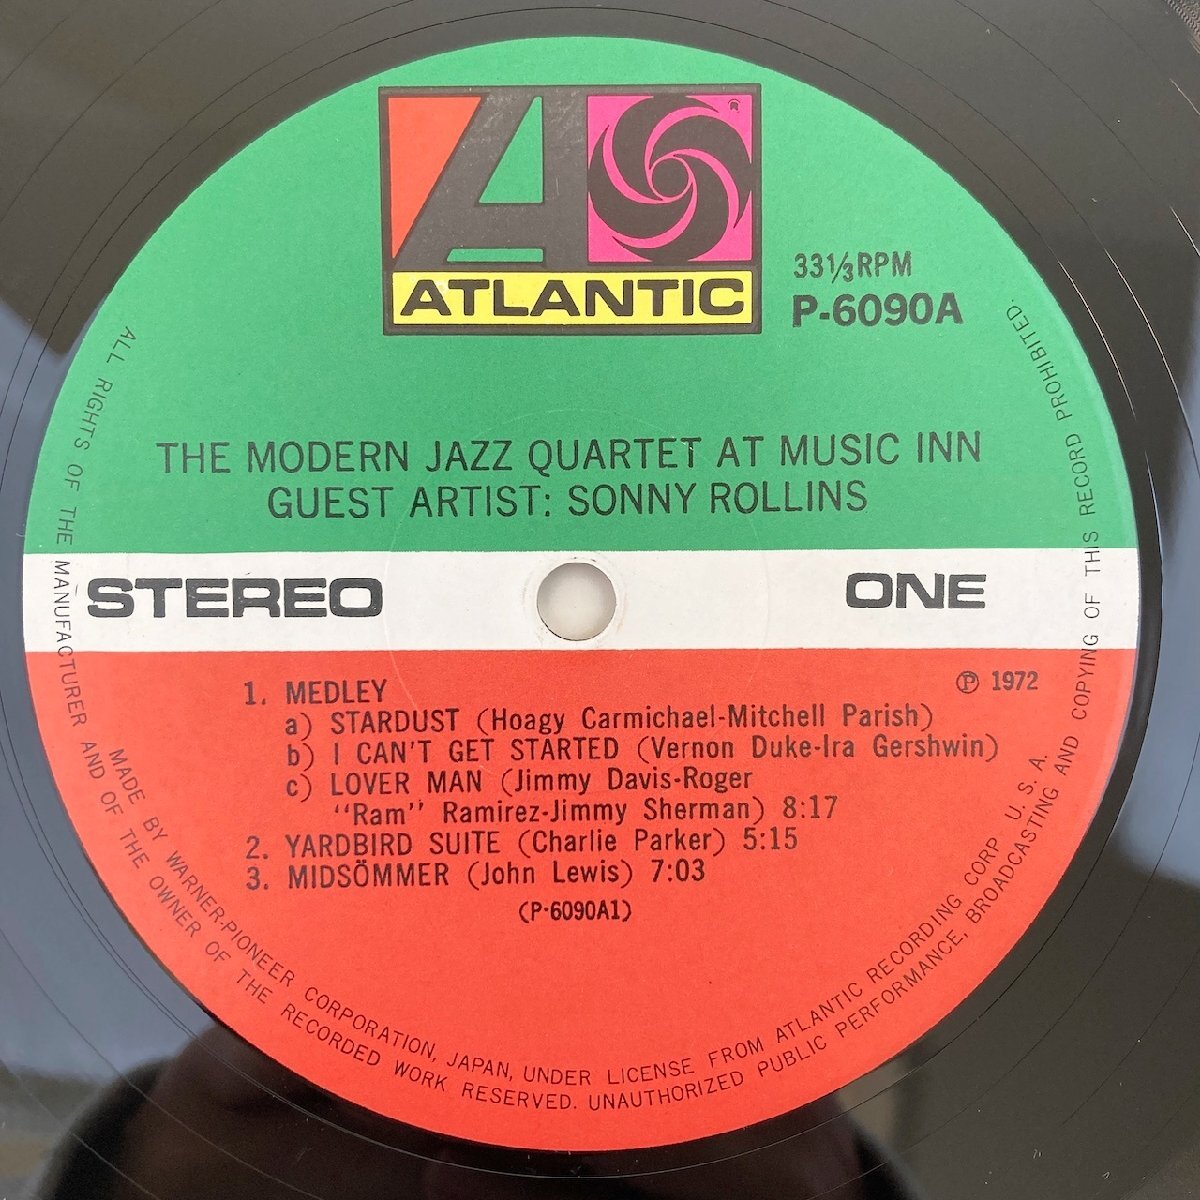 A ®
ATLANTIC
33⅓RPM
P-6090A
THE MODERN JAZZ QUARTET AT MUSIC INN
GUEST ARTIST: SONNY ROLLINS
STEREO
ONE
Ⓟ 1972
1. MEDLEY
a) STARDUST (Hoagy Carmichael-Mitchell Parish)
b) I CAN'T GET STARTED (Vernon Duke-Ira Gershwin)
c) LOVER MAN (Jimmy Davis-Roger
"Ram" Ramirez-Jimmy Sherman) 8:17
2. YARDBIRD SUITE (Charlie Parker) 5:15
3. MIDSÖMMER (John Lewis) 7:03
(P-6090A1)
MADE BY WARNER-PIONEER CORPORATION, JAPAN, UNDER LICENSE FROM ATLANTIC RECORDING CORP U. S. A.
ALL RIGHTS OF THE MANUFACTURER AND OF THE OWNER OF THE RECORDED WORK RESERVED. UNAUTHORIZED PUBLIC PERFORMANCE, BROADCASTING AND COPYING OF THIS RECORD PROHIBITED.